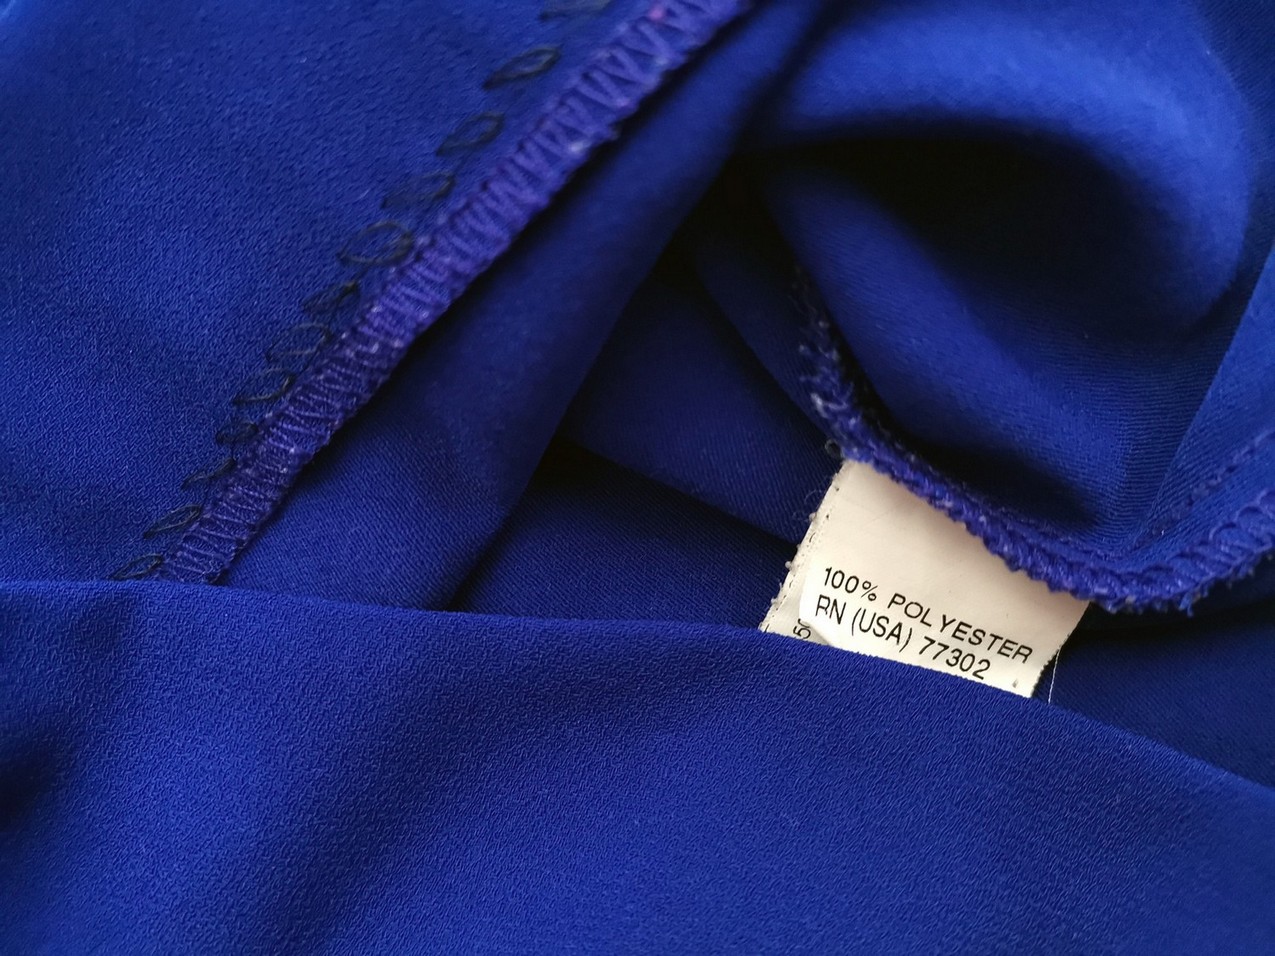 100% POLYESTER
RN (USA) 77302